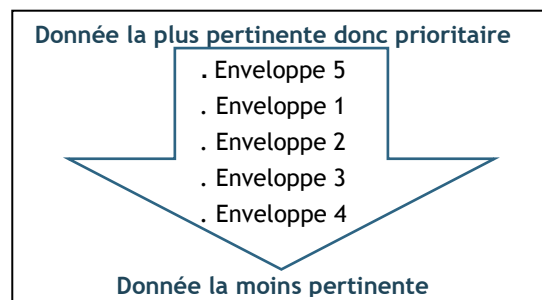 Donnée la plus pertinente donc prioritaire
. Enveloppe 5
. Enveloppe 1
. Enveloppe 2
. Enveloppe 3
. Enveloppe 4
Donnée la moins pertinente